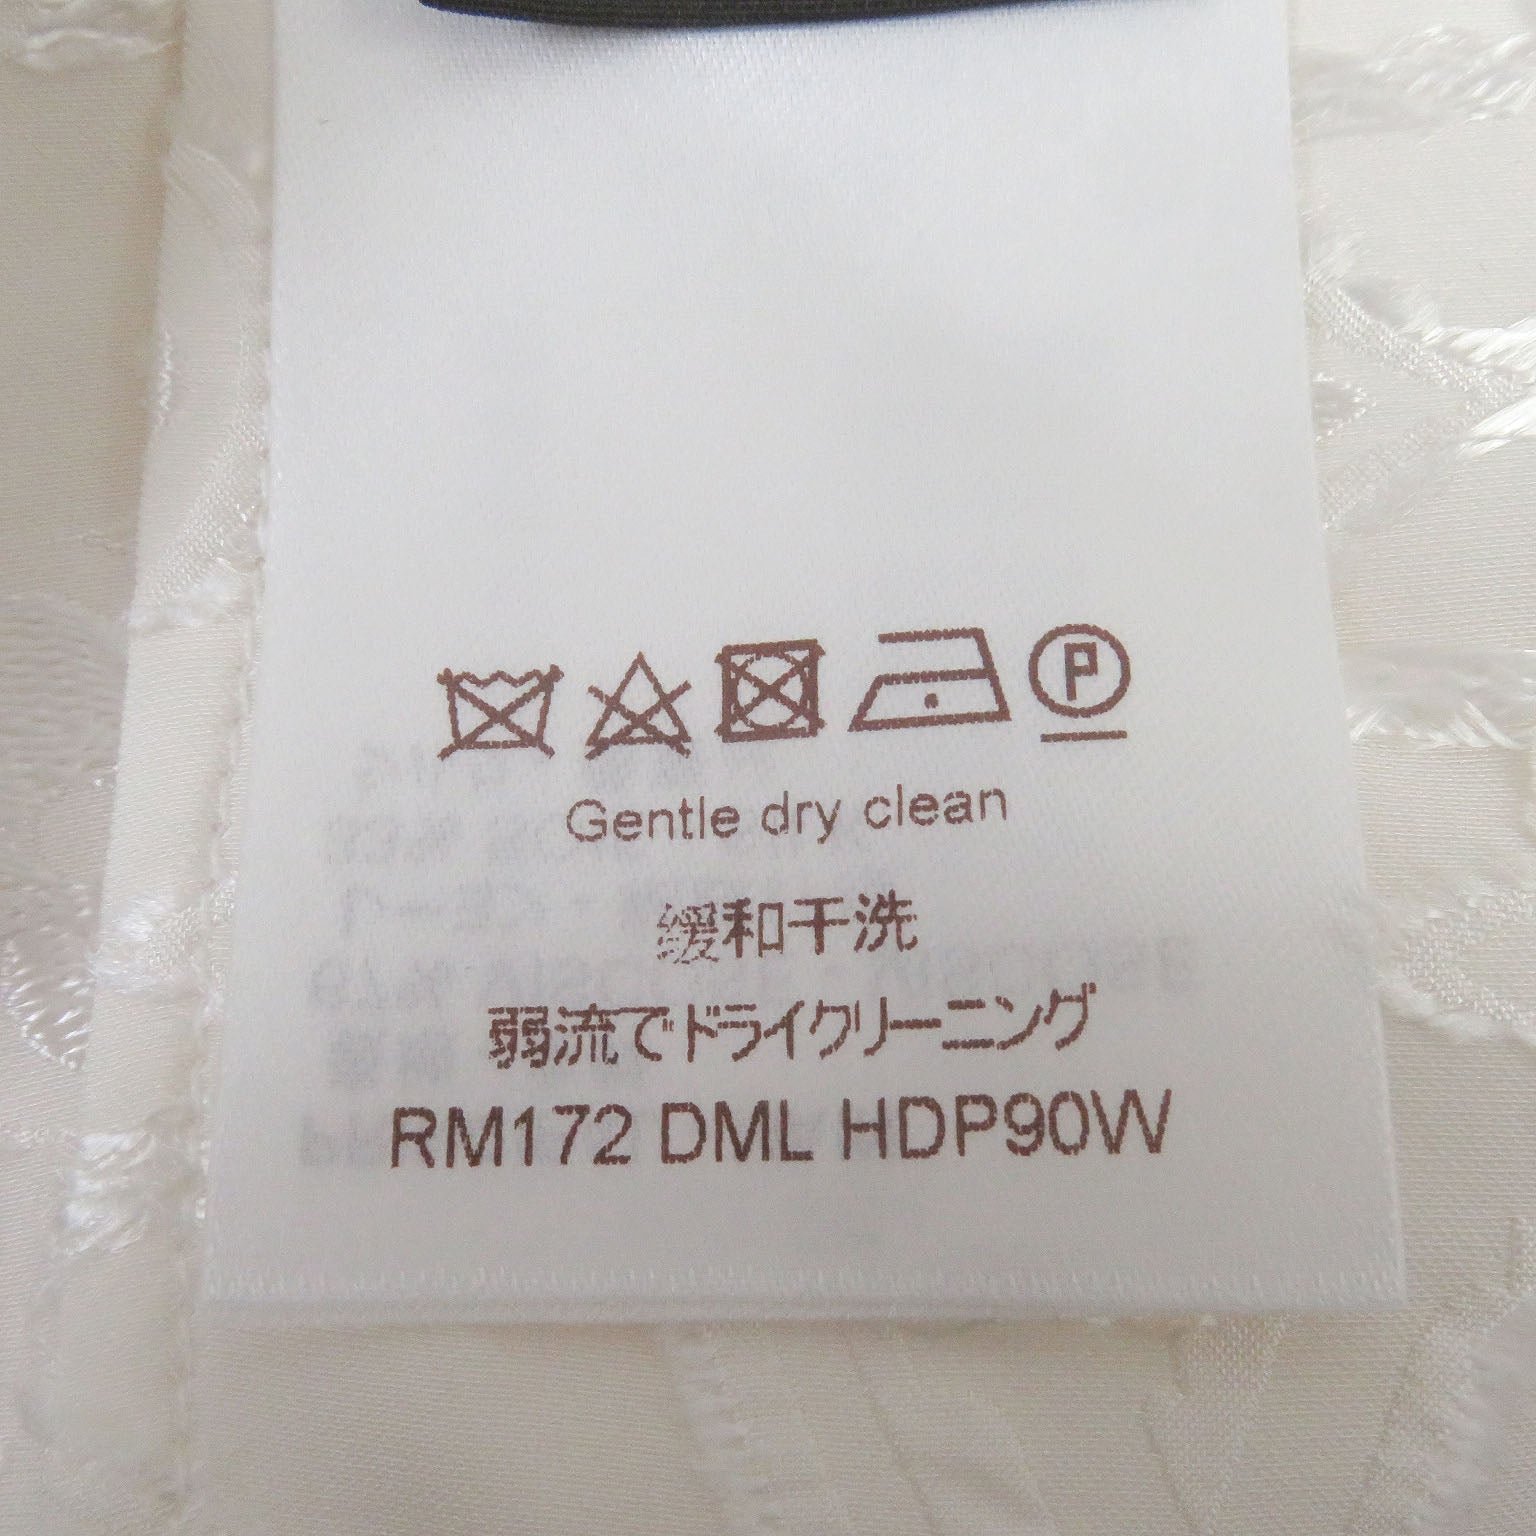 P
Gentle dry clean
缓和干洗
弱流でドライクリーニング
RM172 DML HDP90W